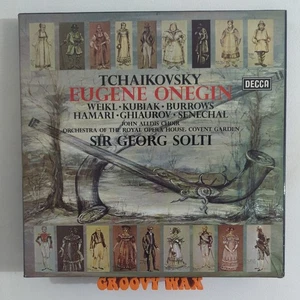 TCHAIKOVSKY
EUGENE ONEGIN
DECCA
WEIKL · KUBIAK · BURROWS
HAMARI · GHIAUROV · SENECHAL
JOHN ALLDIS CHOIR
ORCHESTRA OF THE ROYAL OPERA HOUSE, COVENT GARDEN
SIR GEORG SOLTI
GROOVY WAX